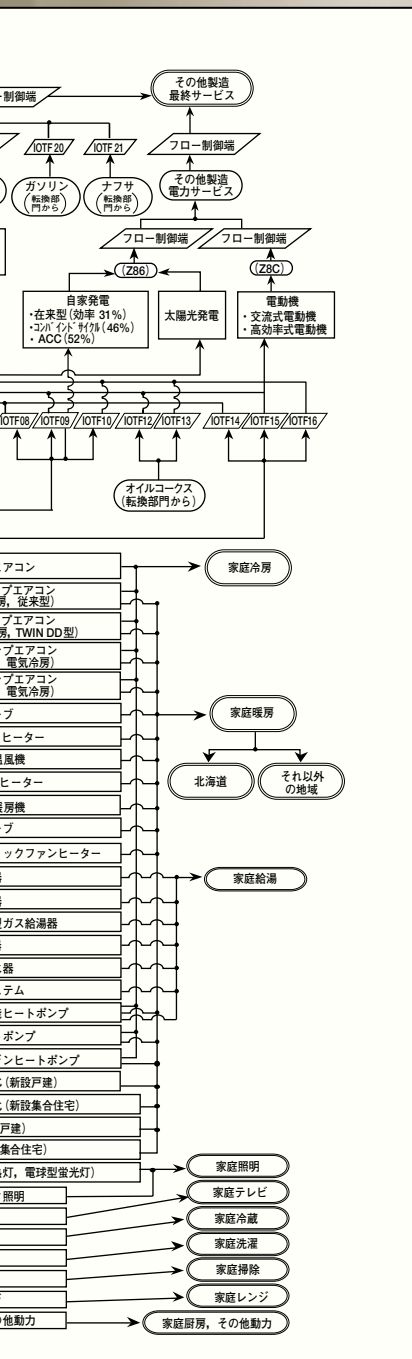 ー制御端
その他製造
最終サービス
IOTF 20
IOTF 21
フロー制御端
ガソリン
(転換部
門から)
ナフサ
(転換部
門から)
その他製造
電力サービス
フロー制御端
フロー制御端
(Z86)
(Z8C)
自家発電
・在来型(効率 31%)
・コンバインドサイクル(46%)
・ACC(52%)
太陽光発電
電動機
・交流式電動機
・高効率式電動機
IOTF08
IOTF09
IOTF10
IOTF12
IOTF13
IOTF14
IOTF15
IOTF16
オイルコークス
(転換部門から)
エアコン
家庭冷房
プエアコン
房, 従来型)
プエアコン
房, TWIN DD型)
プエアコン
電気冷房)
プエアコン
電気冷房)
ーブ
家庭暖房
ヒーター
温風機
北海道
それ以外
の地域
ヒーター
房機
ーブ
ックファンヒーター
器
家庭給湯
器
型ガス給湯器
器
器
ステム
ヒートポンプ
ポンプ
ンヒートポンプ
(新設戸建)
(新設集合住宅)
戸建)
集合住宅)
灯, 電球型蛍光灯)
家庭照明
照明
家庭テレビ
家庭冷蔵
家庭洗濯
家庭掃除
家庭レンジ
の他動力
家庭厨房, その他動力